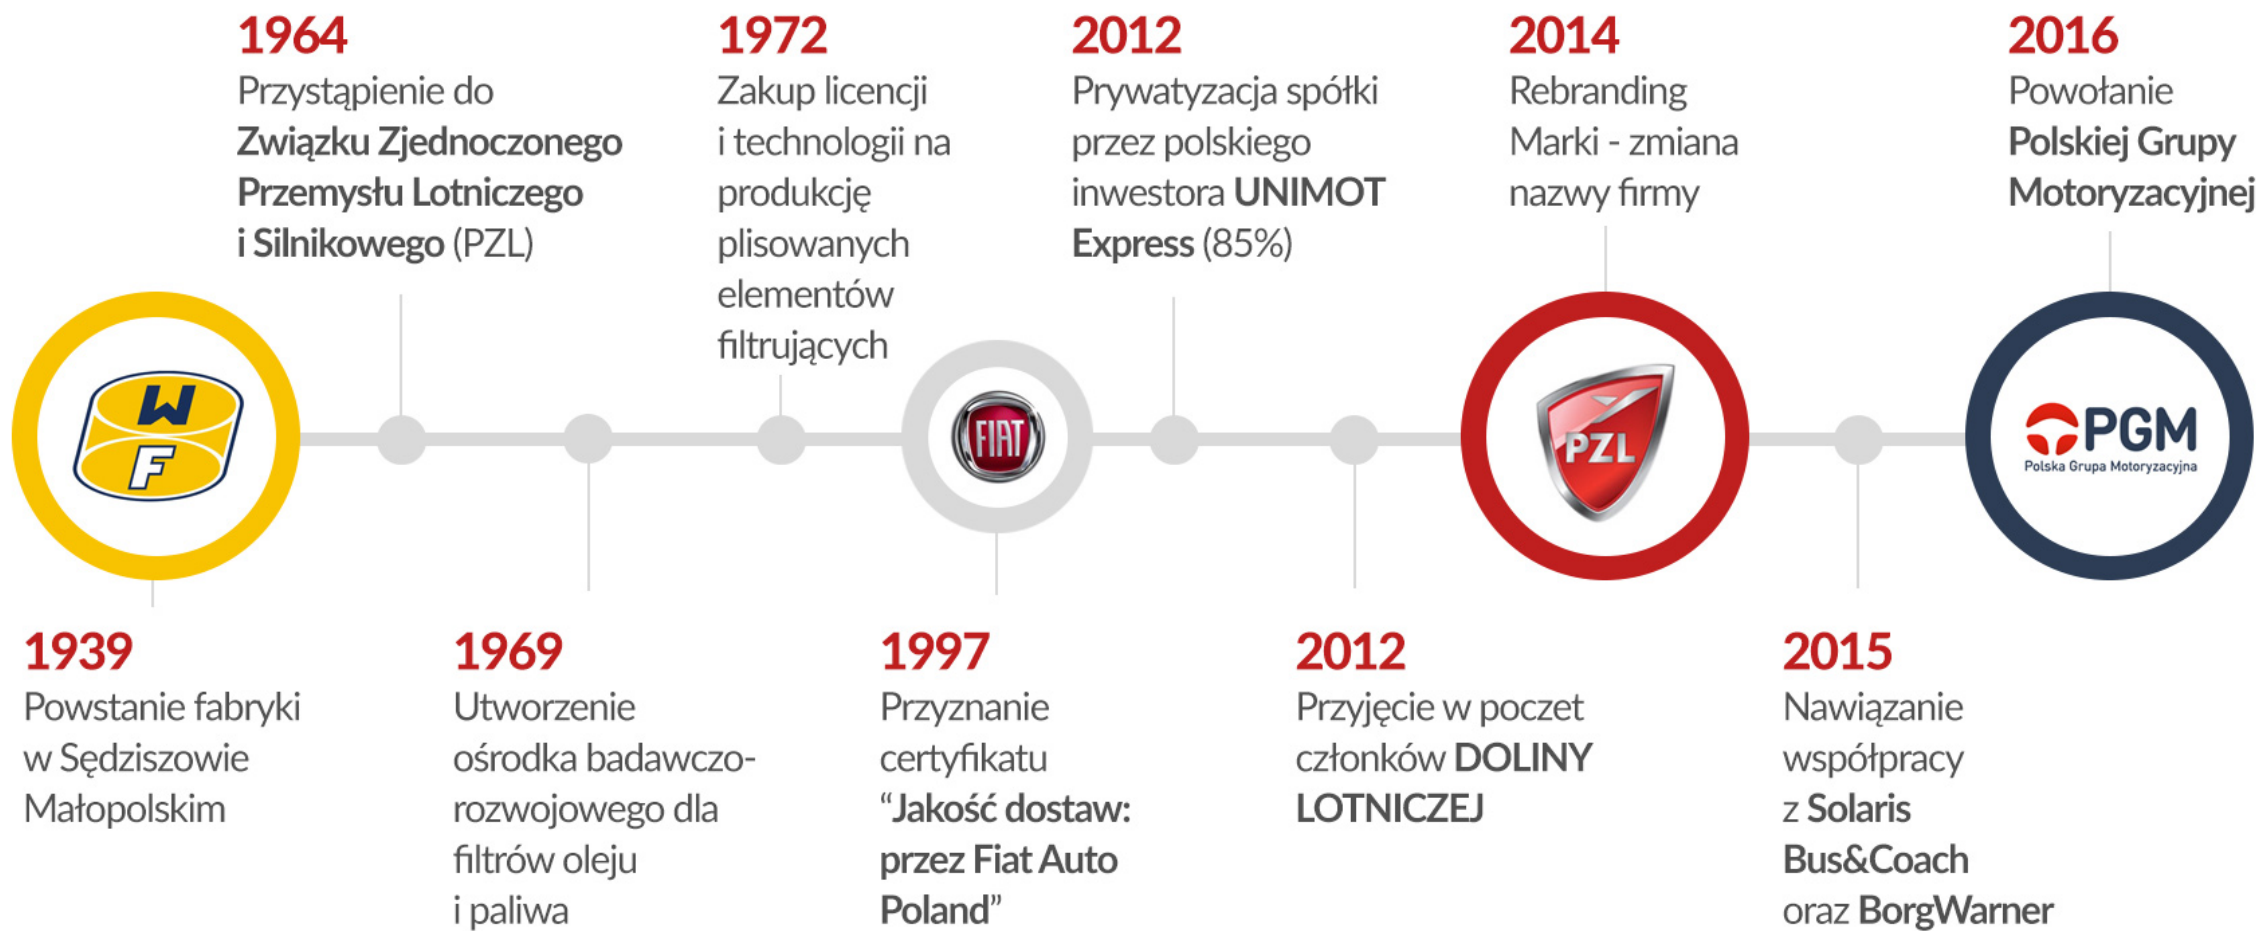 1964
Przystąpienie do
Związku Zjednoczonego
Przemysłu Lotniczego
i Silnikowego (PZL)
1972
Zakup licencji
i technologii na
produkcję
plisowanych
elementów
filtrujących
2012
Prywatyzacja spółki
przez polskiego
inwestora UNIMOT
Express (85%)
2014
Rebranding
Marki - zmiana
nazwy firmy
2016
Powołanie
Polskiej Grupy
Motoryzacyjnej
W
F
FIAT
PZL
PGM
Polska Grupa Motoryzacyjna
1939
Powstanie fabryki
w Sędziszowie
Małopolskim
1969
Utworzenie
ośrodka badawczo-
rozwojowego dla
filtrów oleju
i paliwa
1997
Przyznanie
certyfikatu
“Jakość dostaw:
przez Fiat Auto
Poland”
2012
Przyjęcie w poczet
członków DOLINY
LOTNICZEJ
2015
Nawiązanie
współpracy
z Solaris
Bus&Coach
oraz BorgWarner